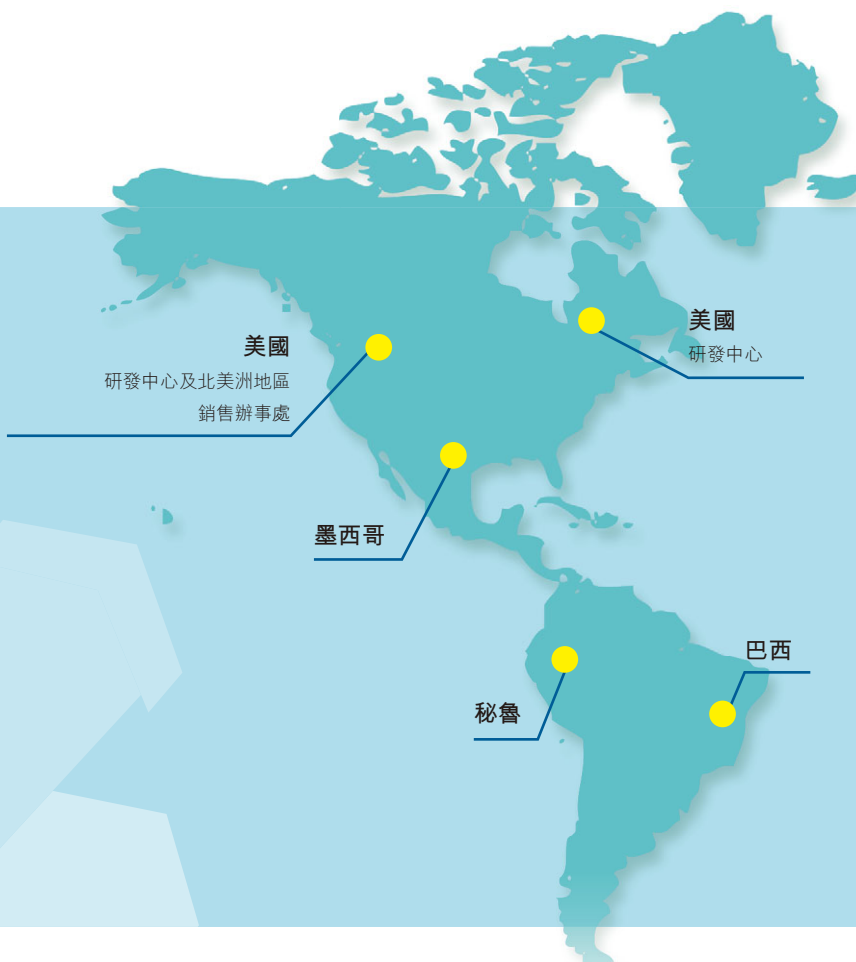 美國
研發中心及北美洲地區
銷售辦事處
美國
研發中心
墨西哥
巴西
秘魯